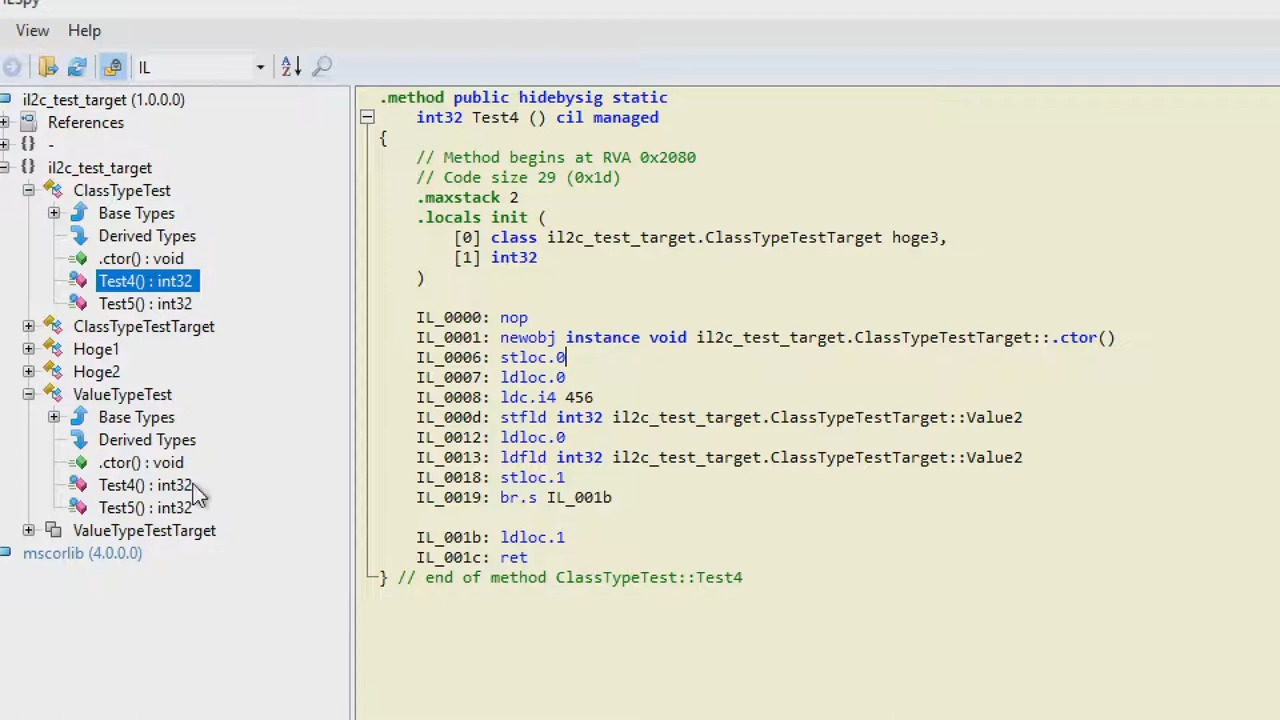 View Help
IL
il2c_test_target (1.0.0.0)
References
-
il2c_test_target
ClassTypeTest
Base Types
Derived Types
.ctor() : void
Test4() : int32
Test5() : int32
ClassTypeTestTarget
Hoge1
Hoge2
ValueTypeTest
Base Types
Derived Types
.ctor() : void
Test4() : int32
Test5() : int32
ValueTypeTestTarget
mscorlib (4.0.0.0)
.method public hidebysig static
int32 Test4 () cil managed
{
// Method begins at RVA 0x2080
// Code size 29 (0x1d)
.maxstack 2
.locals init (
[0] class il2c_test_target.ClassTypeTestTarget hoge3,
[1] int32
)
IL_0000: nop
IL_0001: newobj instance void il2c_test_target.ClassTypeTestTarget::.ctor()
IL_0006: stloc.0
IL_0007: ldloc.0
IL_0008: ldc.i4 456
IL_000d: stfld int32 il2c_test_target.ClassTypeTestTarget::Value2
IL_0012: ldloc.0
IL_0013: ldfld int32 il2c_test_target.ClassTypeTestTarget::Value2
IL_0018: stloc.1
IL_0019: br.s IL_001b
IL_001b: ldloc.1
IL_001c: ret
} // end of method ClassTypeTest::Test4